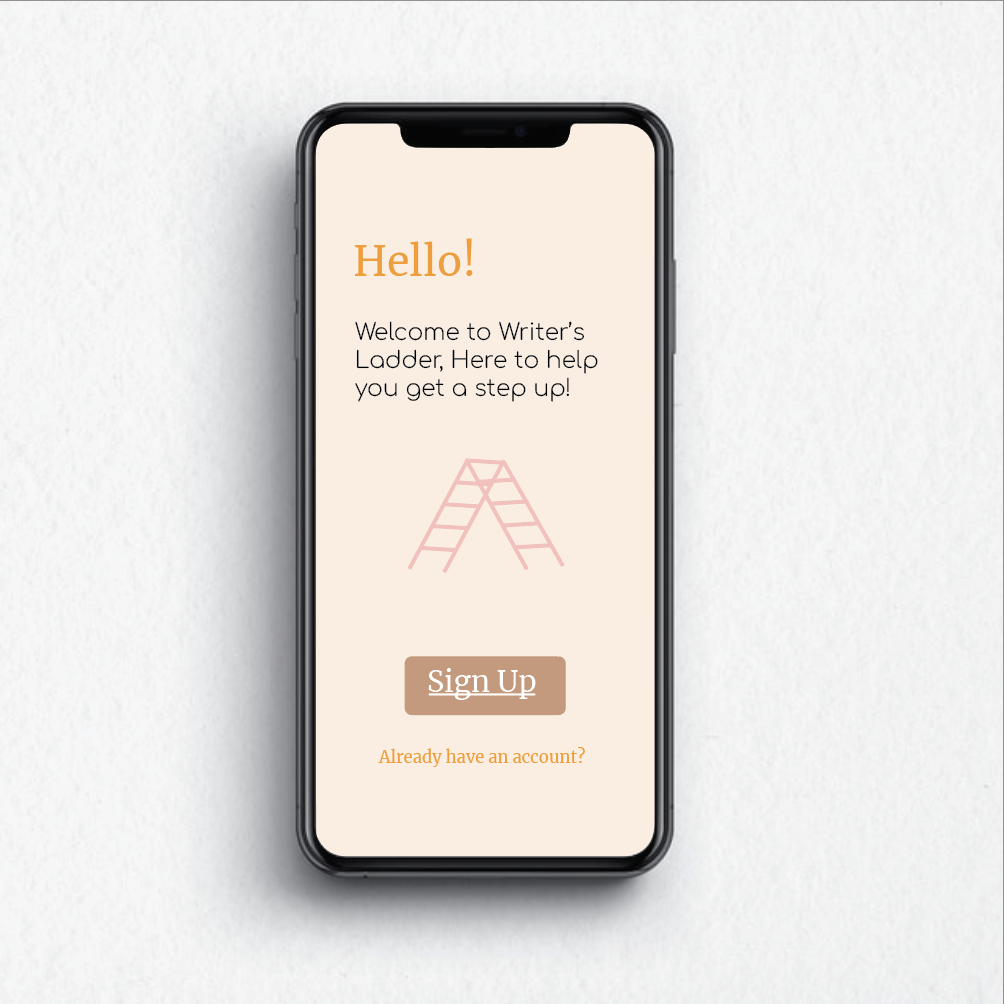 Hello!
Welcome to Writer’s
Ladder, Here to help
you get a step up!
Sign Up
Already have an account?